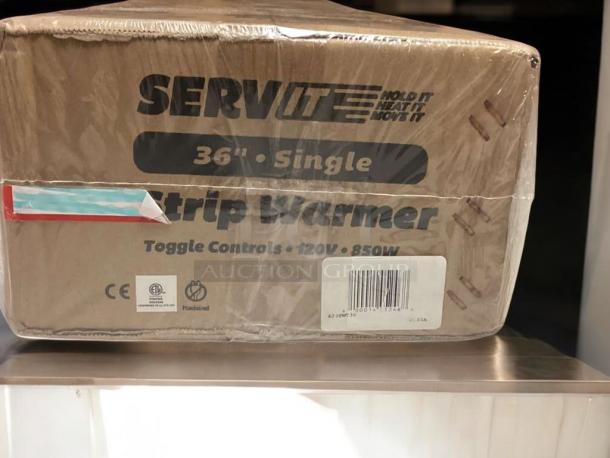 SERVIT
HOLD IT
HEAT IT
MOVE IT
36" • Single
Strip Warmer
Toggle Controls • 120V • 850W
AUCTION GROUP
CE